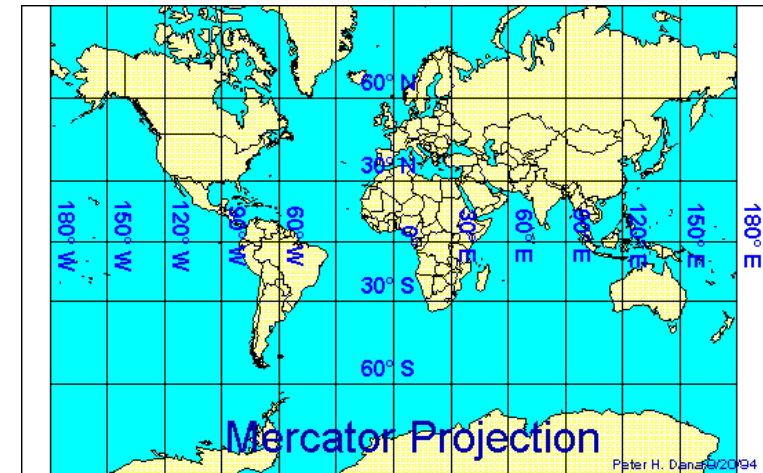 60° N
30° N
180° W
150° W
120° W
90° W
60° W
0°
30° E
60° E
90° E
120° E
150° E
180° E
30° S
60° S
Mercator Projection
Peter H. Dana 9/20/94